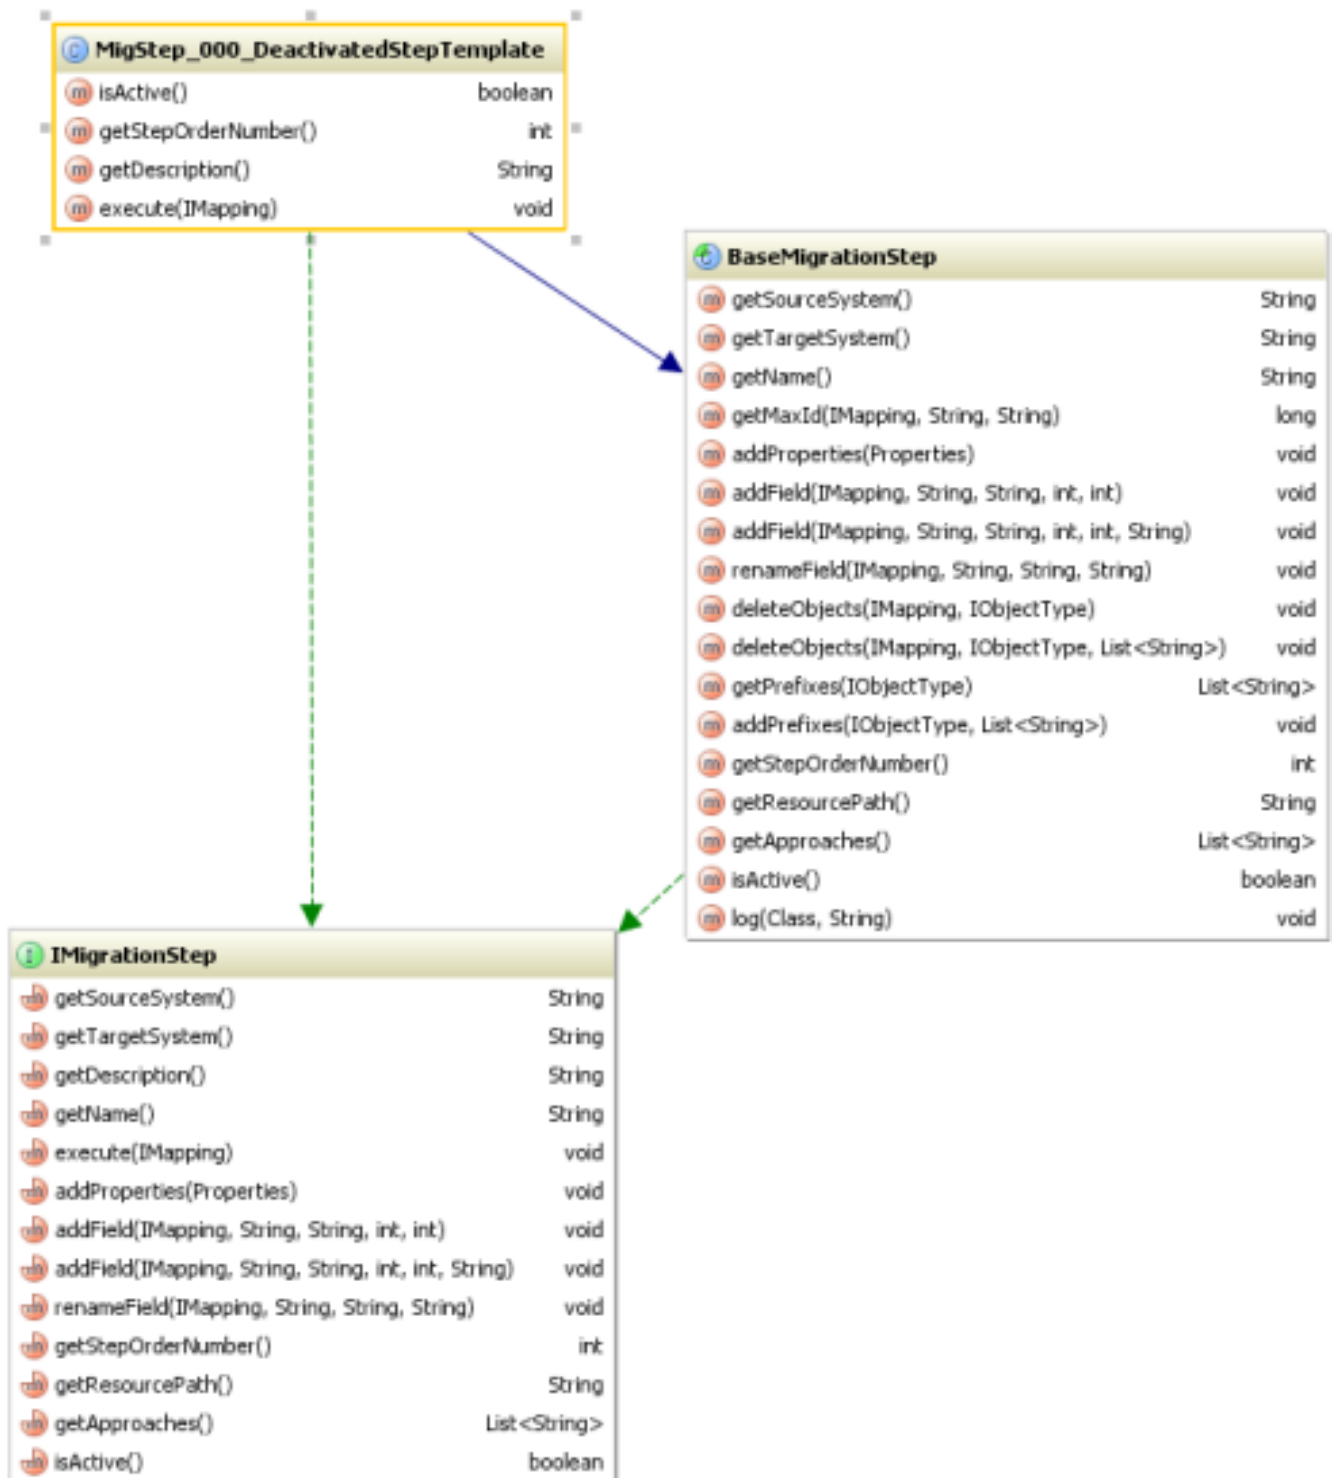 MigStep_000_DeactivatedStepTemplate
isActive() boolean
getStepOrderNumber() int
getDescription() String
execute(IMapping) void
BaseMigrationStep
getSourceSystem() String
getTargetSystem() String
getName() String
getMaxId(IMapping, String, String) long
addProperties(Properties) void
addField(IMapping, String, String, int, int) void
addField(IMapping, String, String, int, int, String) void
renameField(IMapping, String, String, String) void
deleteObjects(IMapping, IObjectType) void
deleteObjects(IMapping, IObjectType, List<String>) void
getPrefixes(IObjectType) List<String>
addPrefixes(IObjectType, List<String>) void
getStepOrderNumber() int
getResourcePath() String
getApproaches() List<String>
isActive() boolean
log(Class, String) void
IMigrationStep
getSourceSystem() String
getTargetSystem() String
getDescription() String
getName() String
execute(IMapping) void
addProperties(Properties) void
addField(IMapping, String, String, int, int) void
addField(IMapping, String, String, int, int, String) void
renameField(IMapping, String, String, String) void
getStepOrderNumber() int
getResourcePath() String
getApproaches() List<String>
isActive() boolean